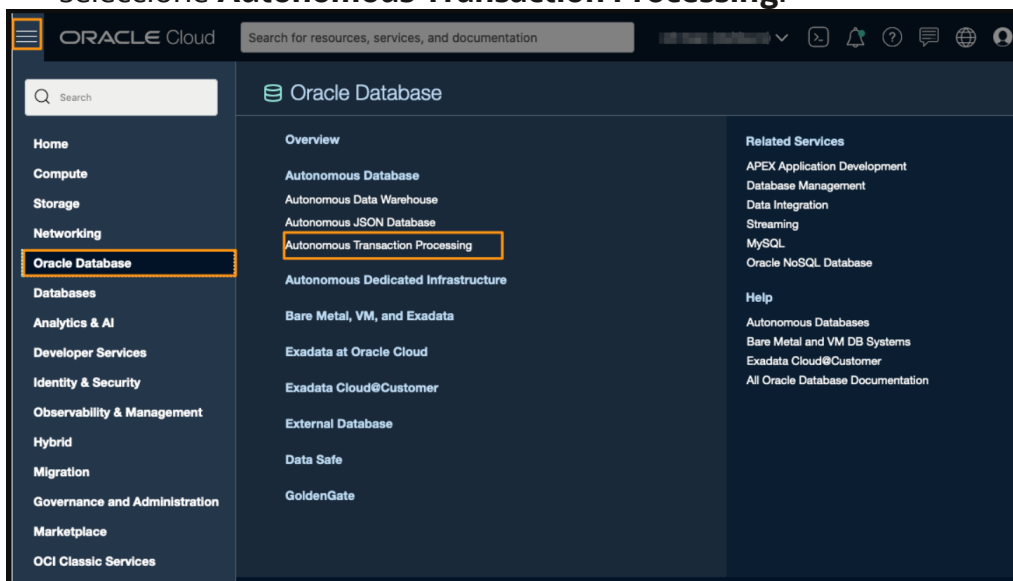 seleccione Autonomous Transaction Processing.
ORACLE Cloud
Search for resources, services, and documentation
Search
Home
Compute
Storage
Networking
Oracle Database
Databases
Analytics & AI
Developer Services
Identity & Security
Observability & Management
Hybrid
Migration
Governance and Administration
Marketplace
OCI Classic Services
Oracle Database
Overview
Autonomous Database
Autonomous Data Warehouse
Autonomous JSON Database
Autonomous Transaction Processing
Autonomous Dedicated Infrastructure
Bare Metal, VM, and Exadata
Exadata at Oracle Cloud
Exadata Cloud@Customer
External Database
Data Safe
GoldenGate
Related Services
APEX Application Development
Database Management
Data Integration
Streaming
MySQL
Oracle NoSQL Database
Help
Autonomous Databases
Bare Metal and VM DB Systems
Exadata Cloud@Customer
All Oracle Database Documentation